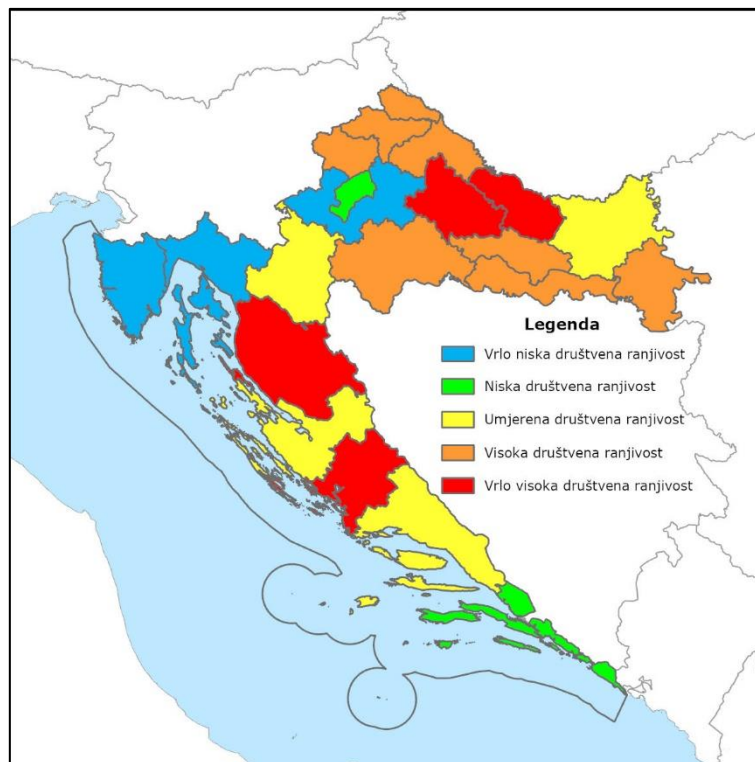 Legenda
Vrlo niska društvena ranjivost
Niska društvena ranjivost
Umjerena društvena ranjivost
Visoka društvena ranjivost
Vrlo visoka društvena ranjivost